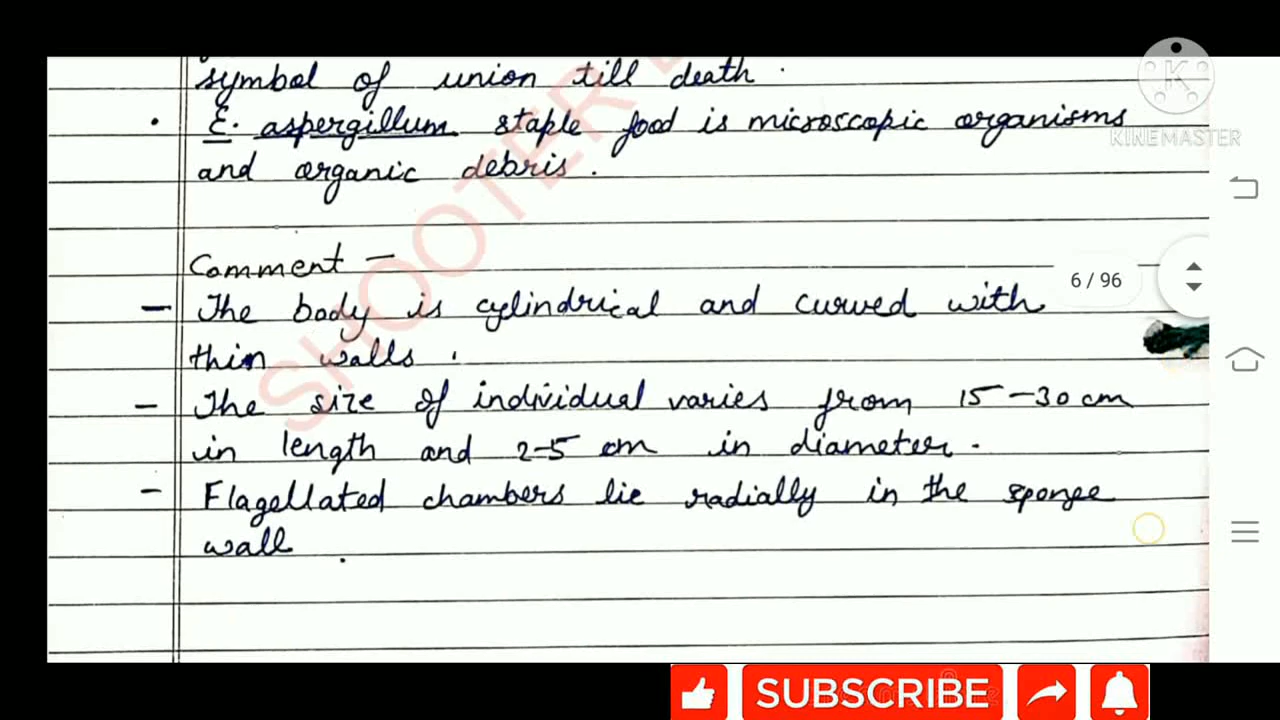 symbol of union till death.
• E. aspergillum staple food is microscopic organisms
and organic debris.
KINEMASTER
Comment –
6 / 96
– The body is cylindrical and curved with
thin walls.
– The size of individual varies from 15–30 cm
in length and 2–5 cm in diameter.
– Flagellated chambers lie radially in the sponge
wall.
SHOOTER
SUBSCRIBE